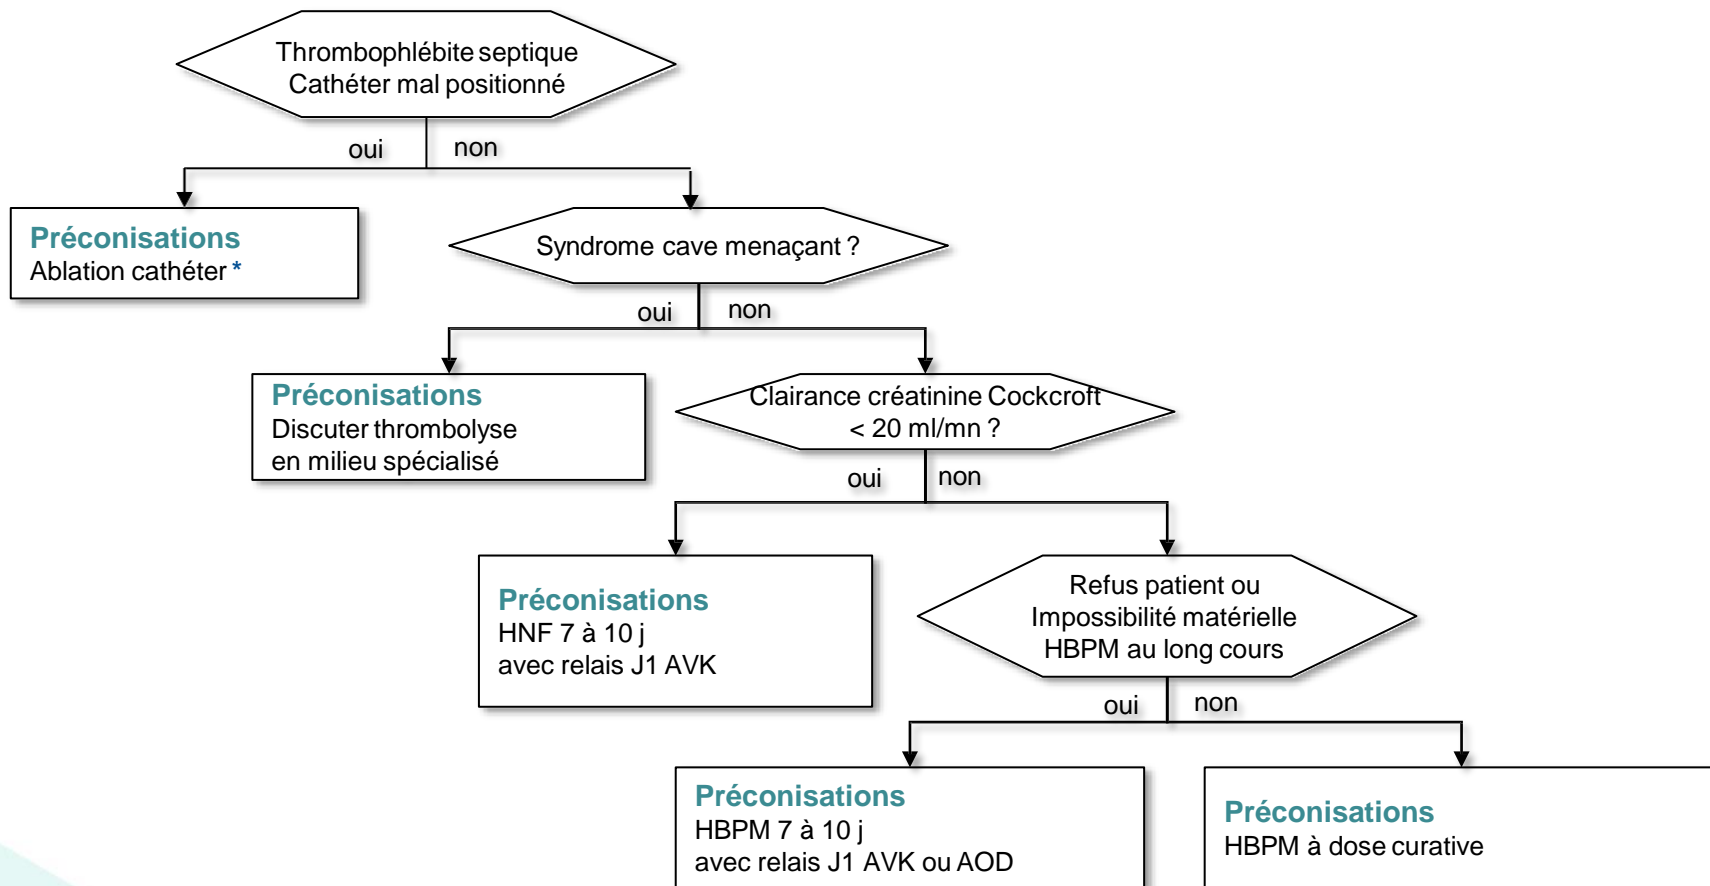 Thrombophlébite septique
Cathéter mal positionné
oui
non
Préconisations
Ablation cathéter *
Syndrome cave menaçant ?
oui
non
Préconisations
Discuter thrombolyse
en milieu spécialisé
Clairance créatinine Cockcroft
< 20 ml/mn ?
oui
non
Préconisations
HNF 7 à 10 j
avec relais J1 AVK
Refus patient ou
Impossibilité matérielle
HBPM au long cours
oui
non
Préconisations
HBPM 7 à 10 j
avec relais J1 AVK ou AOD
Préconisations
HBPM à dose curative